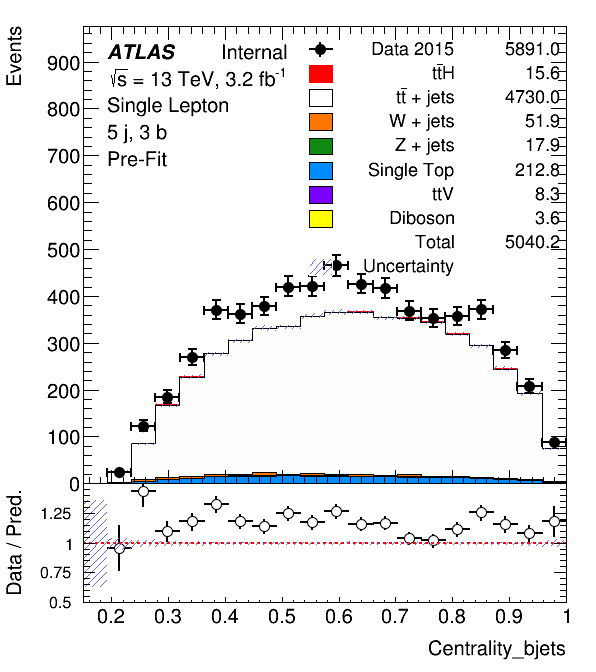 Events
ATLAS Internal
√s = 13 TeV, 3.2 fb⁻¹
Single Lepton
5 j, 3 b
Pre-Fit
Data 2015 5891.0
tt̄H 15.6
tt̄ + jets 4730.0
W + jets 51.9
Z + jets 17.9
Single Top 212.8
ttV 8.3
Diboson 3.6
Total 5040.2
Uncertainty
900
800
700
600
500
400
300
200
100
0
Data / Pred.
1.25
1
0.75
0.5
0.2 0.3 0.4 0.5 0.6 0.7 0.8 0.9 1
Centrality_bjets